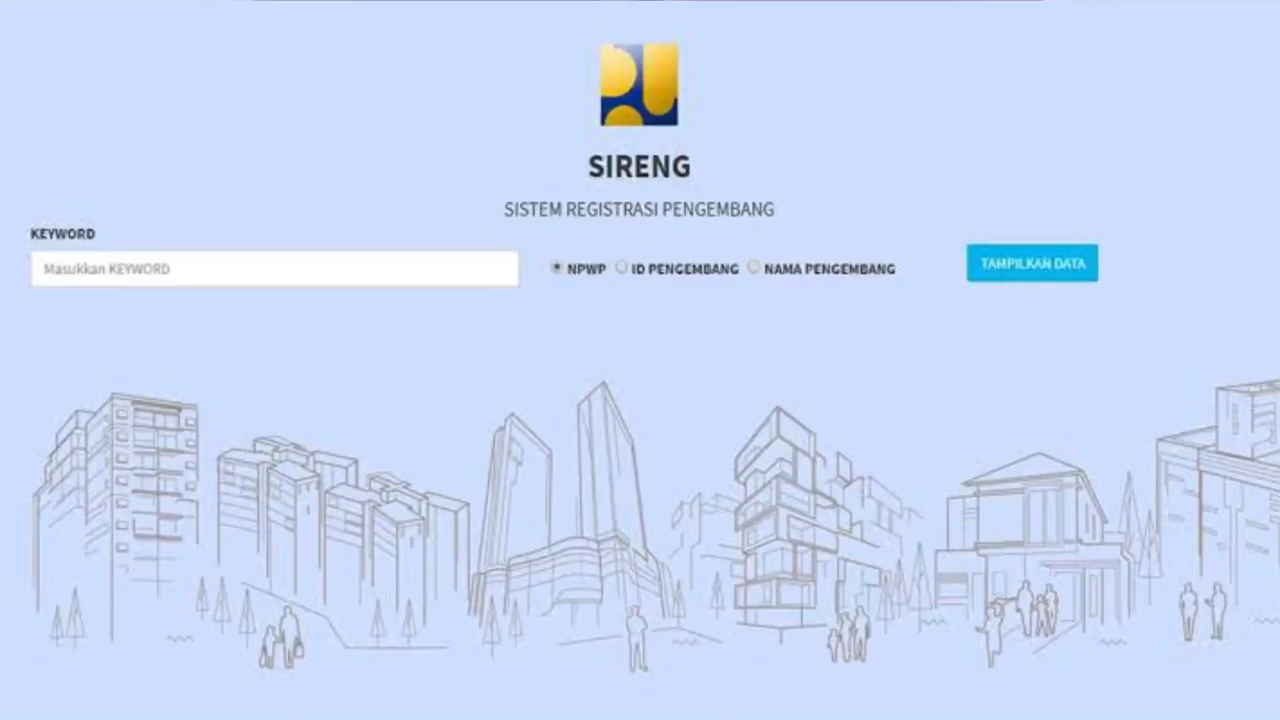 SIRENG
SISTEM REGISTRASI PENGEMBANG
KEYWORD
Masukkan KEYWORD
NPWP ID PENGEMBANG NAMA PENGEMBANG
TAMPILKAN DATA